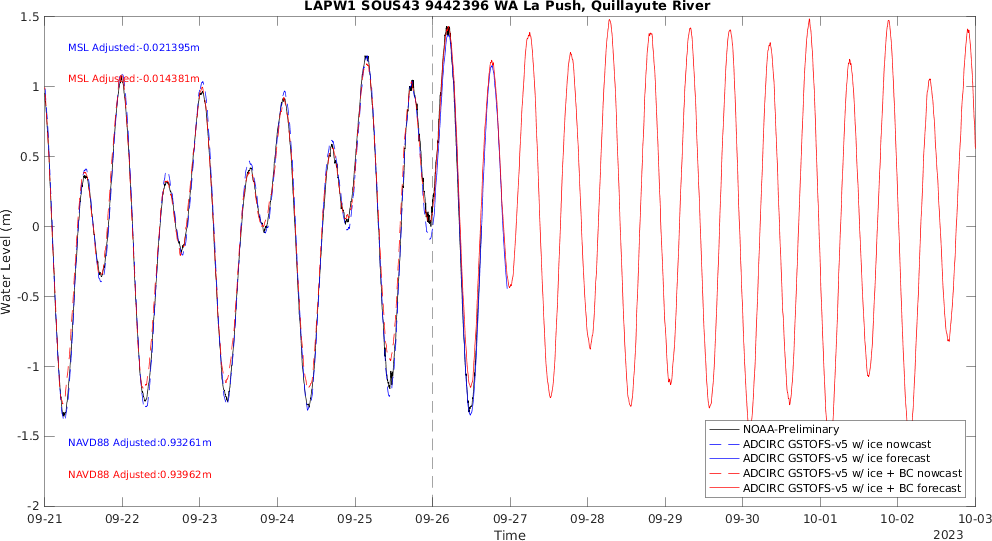 LAPW1 SOUS43 9442396 WA La Push, Quillayute River
MSL Adjusted:-0.021395m
MSL Adjusted:-0.014381m
NAVD88 Adjusted:0.93261m
NAVD88 Adjusted:0.93962m
Water Level (m)
1.5
1
0.5
0
-0.5
-1
-1.5
-2
NOAA-Preliminary
ADCIRC GSTOFS-v5 w/ ice nowcast
ADCIRC GSTOFS-v5 w/ ice forecast
ADCIRC GSTOFS-v5 w/ ice + BC nowcast
ADCIRC GSTOFS-v5 w/ ice + BC forecast
09-21 09-22 09-23 09-24 09-25 09-26 09-27 09-28 09-29 09-30 10-01 10-02 10-03
Time
2023